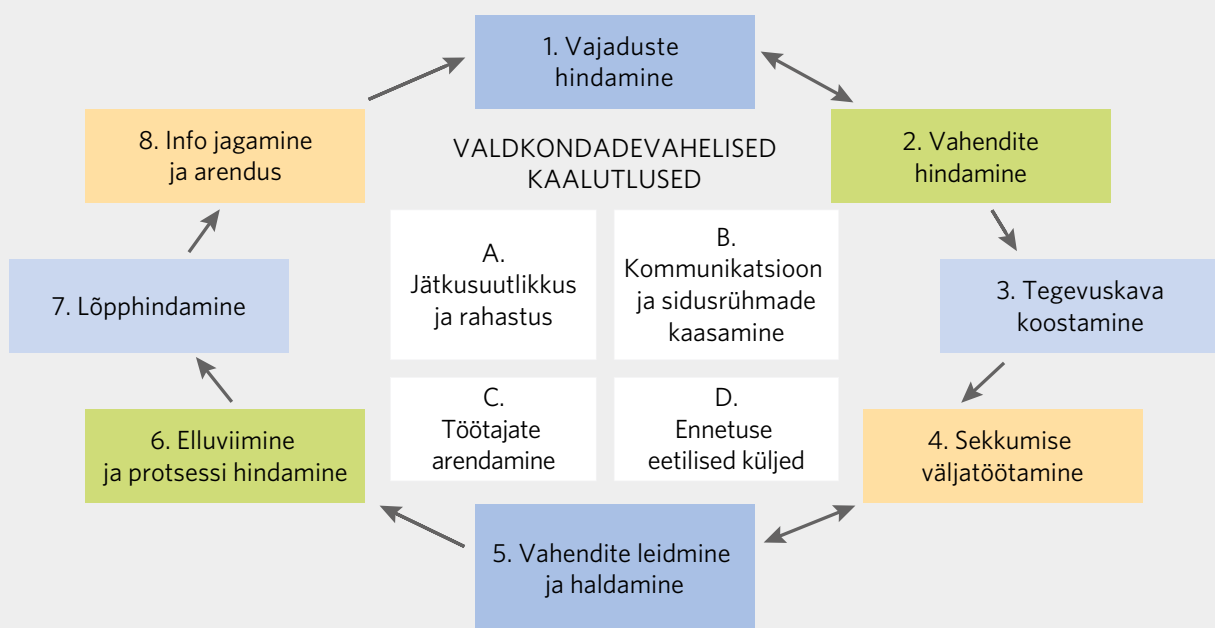 1. Vajaduste
hindamine
2. Vahendite
hindamine
3. Tegevuskava
koostamine
4. Sekkumise
väljatöötamine
5. Vahendite leidmine
ja haldamine
6. Elluviimine
ja protsessi hindamine
7. Lõpphindamine
8. Info jagamine
ja arendus
VALDKONDADEVAHELISED
KAALUTLUSED
A.
Jätkusuutlikkus
ja rahastus
B.
Kommunikatsioon
ja sidusrühmade
kaasamine
C.
Töötajate
arendamine
D.
Ennetuse
eetilised küljed